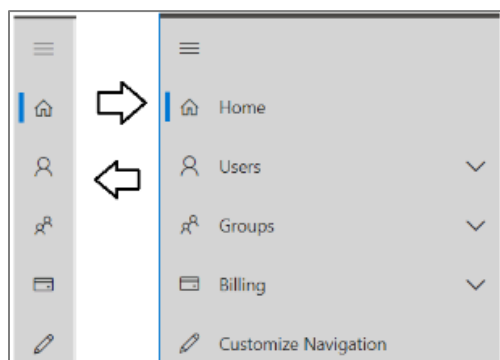 Home
Users
Groups
Billing
Customize Navigation